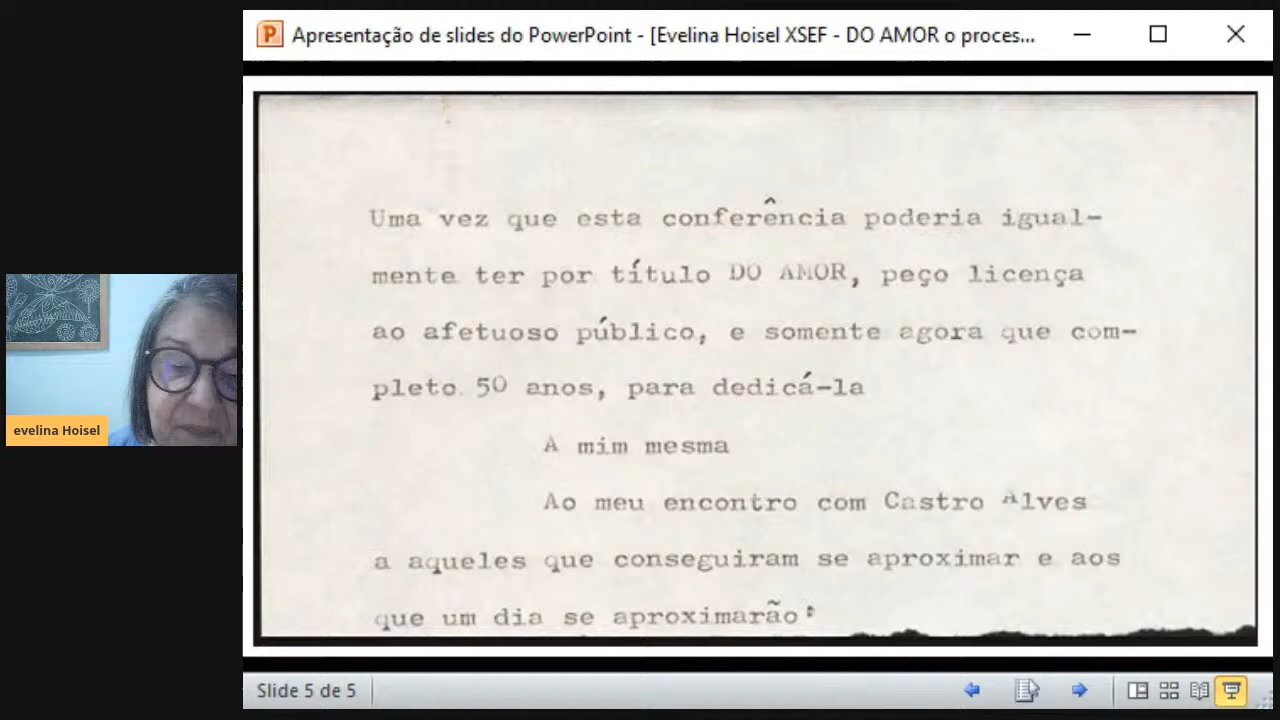 Apresentação de slides do PowerPoint - [Evelina Hoisel XSEF - DO AMOR o proces...
Uma vez que esta conferência poderia igual-
mente ter por título DO AMOR, peço licença
ao afetuoso público, e somente agora que com-
pleto 50 anos, para dedicá-la
A mim mesma
Ao meu encontro com Castro Alves
a aqueles que conseguiram se aproximar e aos
que um dia se aproximarão
evelina Hoisel
Slide 5 de 5